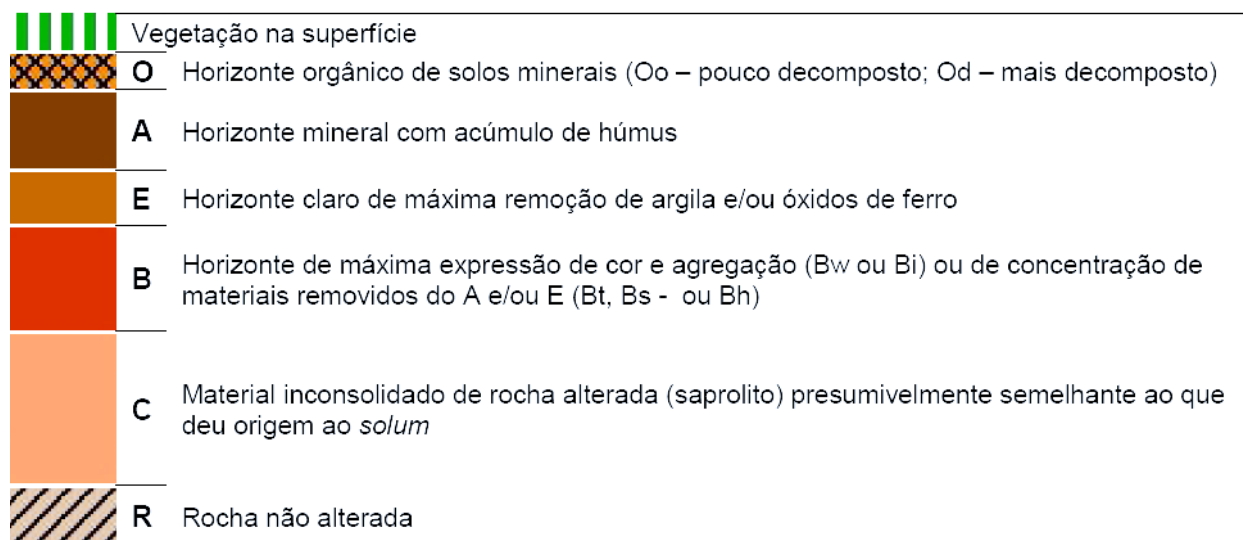 Vegetação na superfície
O Horizonte orgânico de solos minerais (Oo – pouco decomposto; Od – mais decomposto)
A Horizonte mineral com acúmulo de húmus
E Horizonte claro de máxima remoção de argila e/ou óxidos de ferro
B Horizonte de máxima expressão de cor e agregação (Bw ou Bi) ou de concentração de
materiais removidos do A e/ou E (Bt, Bs - ou Bh)
C Material inconsolidado de rocha alterada (saprolito) presumivelmente semelhante ao que
deu origem ao solum
R Rocha não alterada